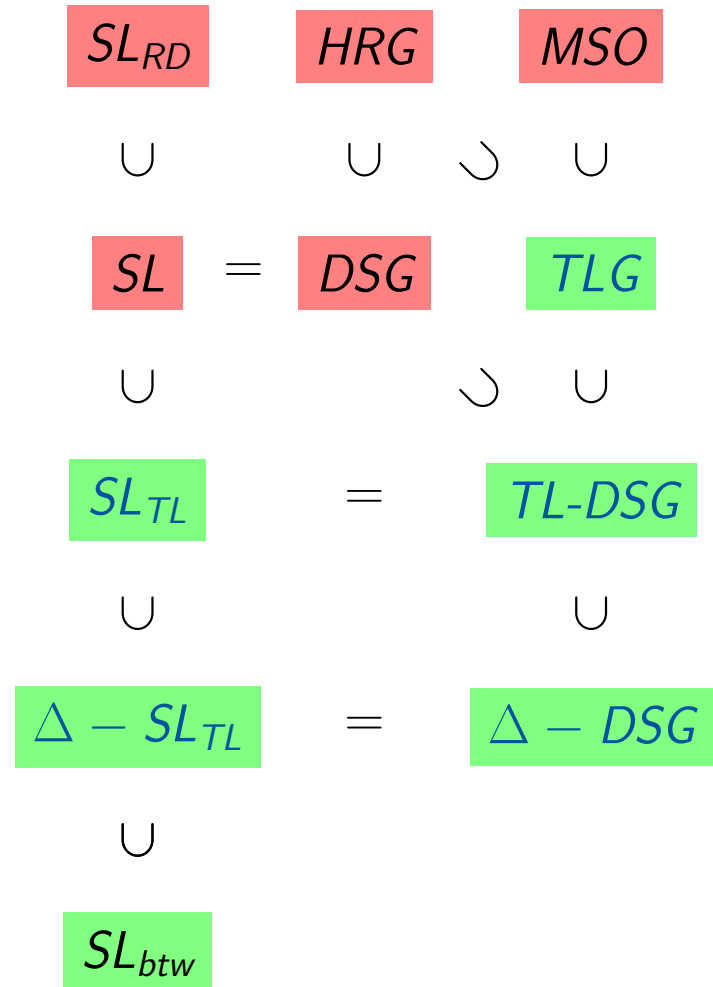 SL_RD HRG MSO
∪ ∪ ∪ ∪
SL = DSG TLG
∪ ∪ ∪
SL_TL = TL-DSG
∪ ∪
Δ − SL_TL = Δ − DSG
∪
SL_btw